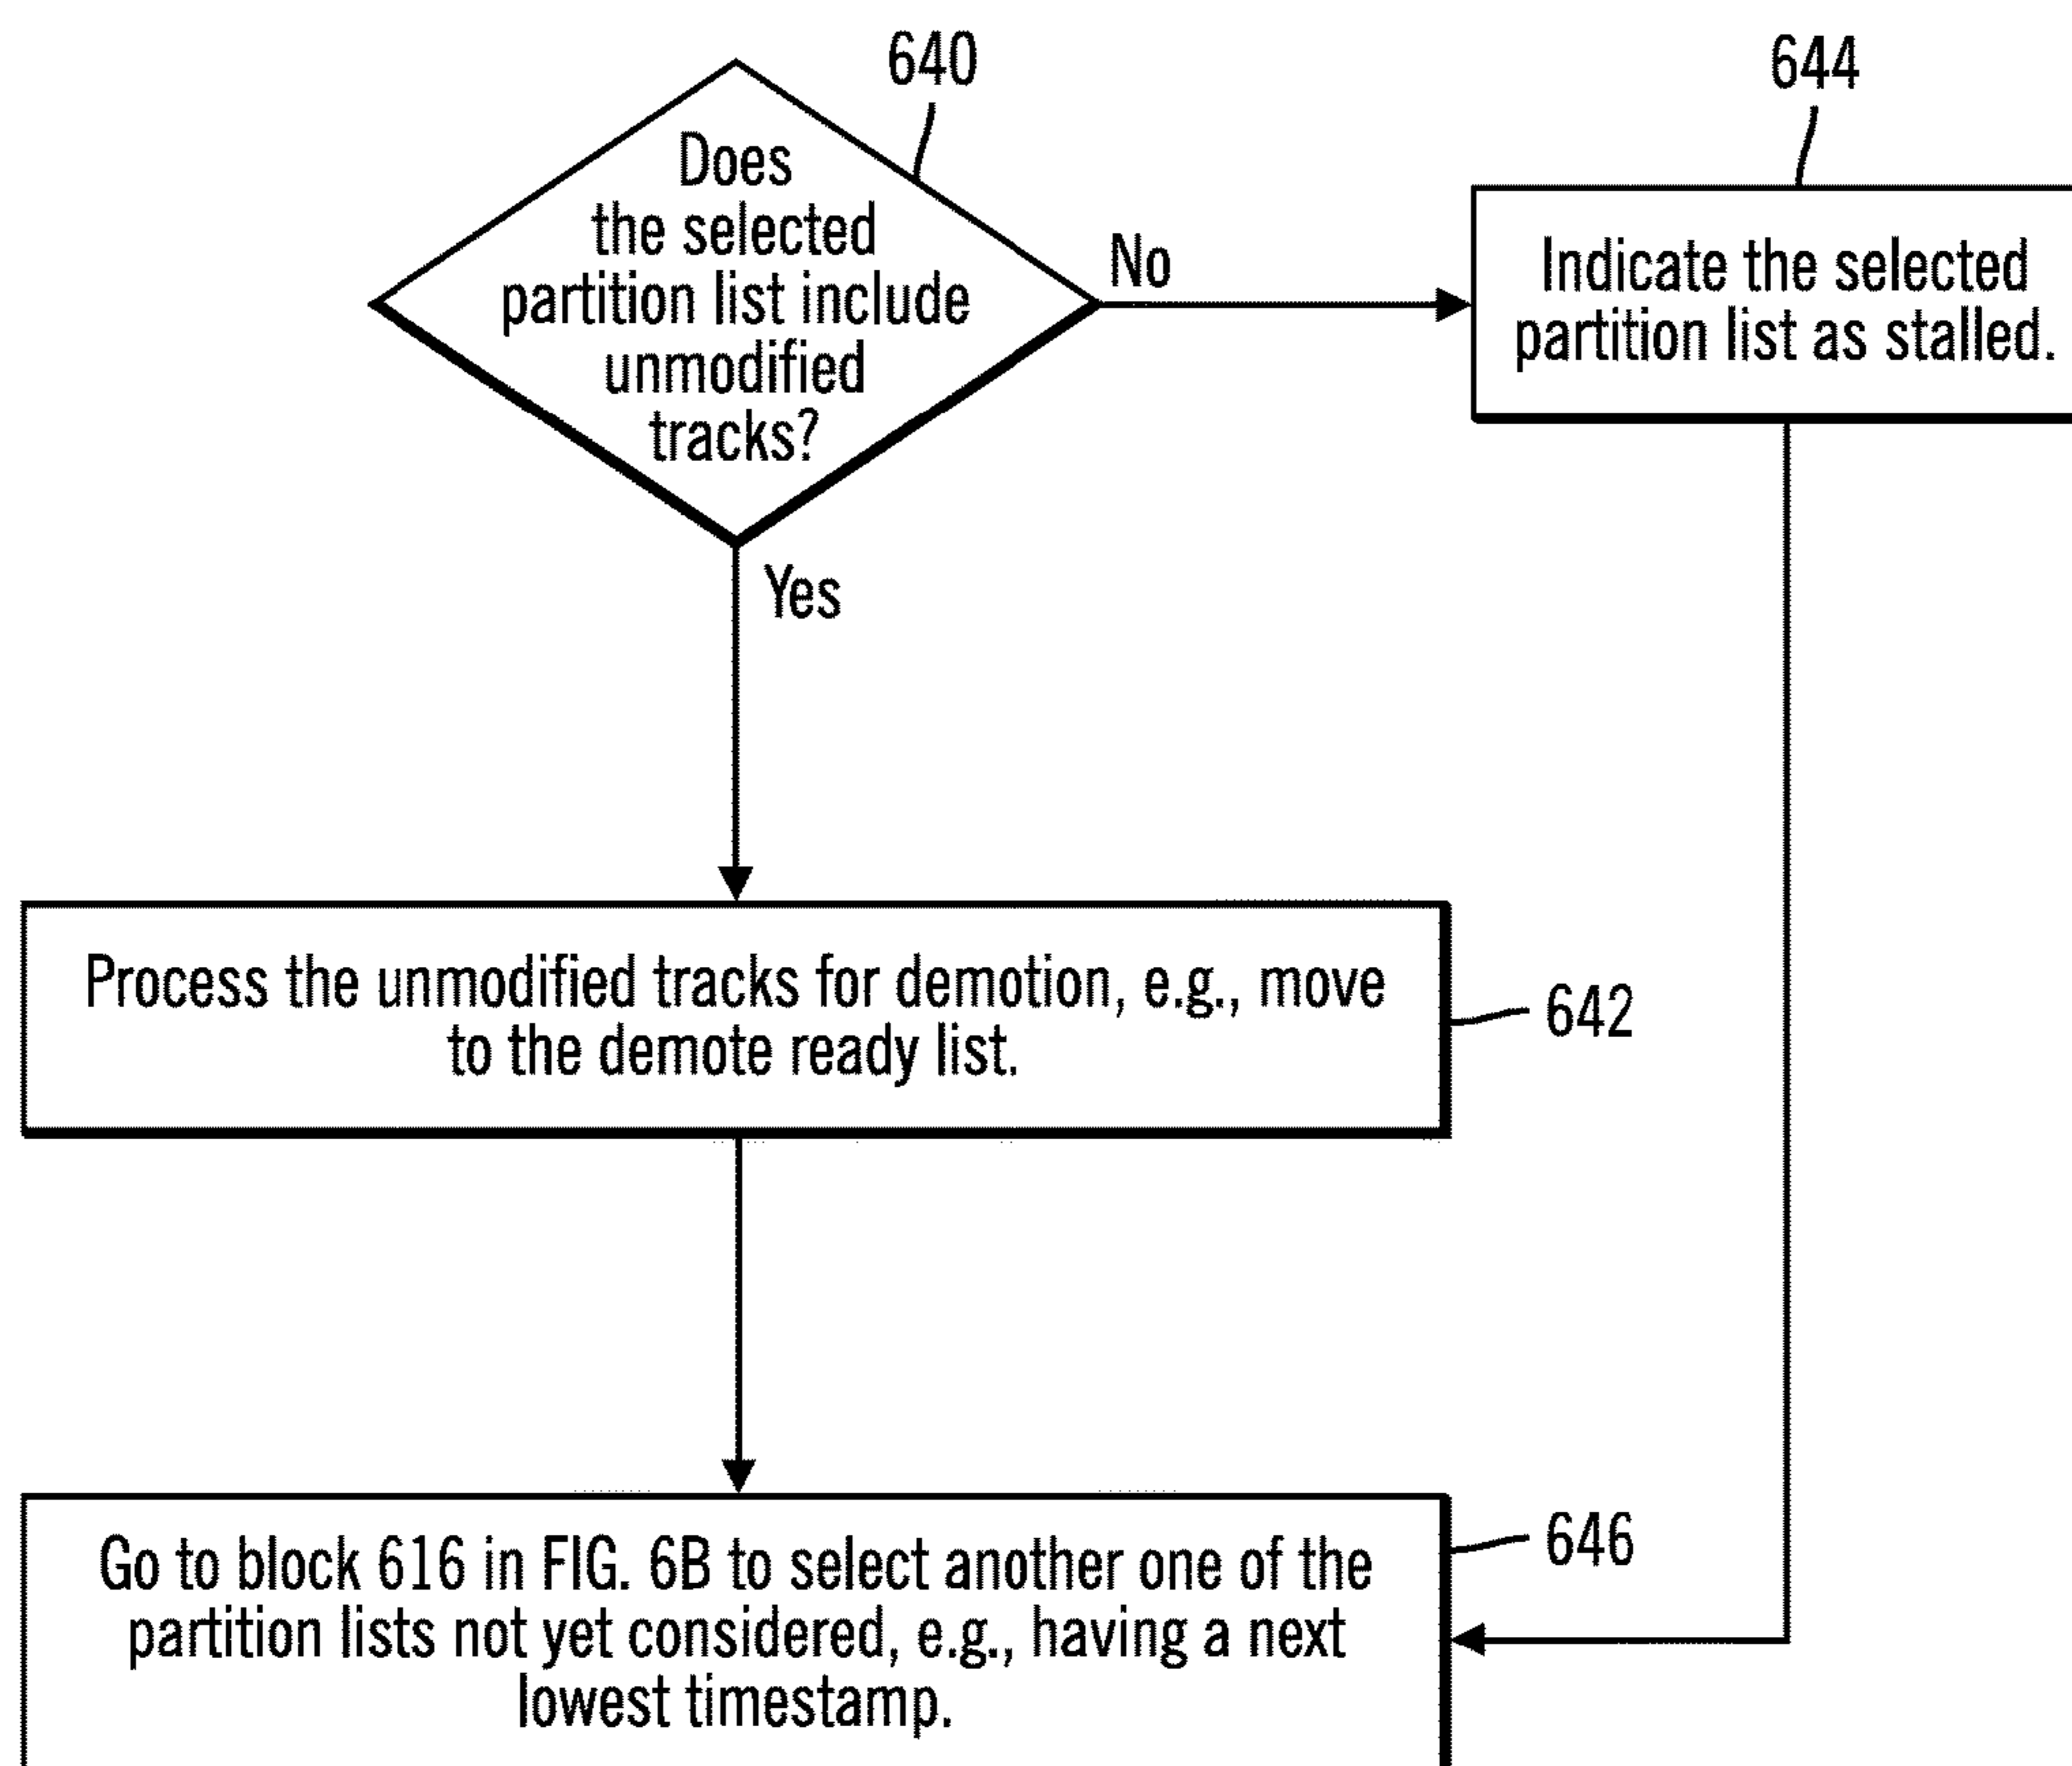 640
Does
the selected
partition list include
unmodified
tracks?
No
644
Indicate the selected
partition list as stalled.
Yes
Process the unmodified tracks for demotion, e.g., move
to the demote ready list.
642
Go to block 616 in FIG. 6B to select another one of the
partition lists not yet considered, e.g., having a next
lowest timestamp.
646